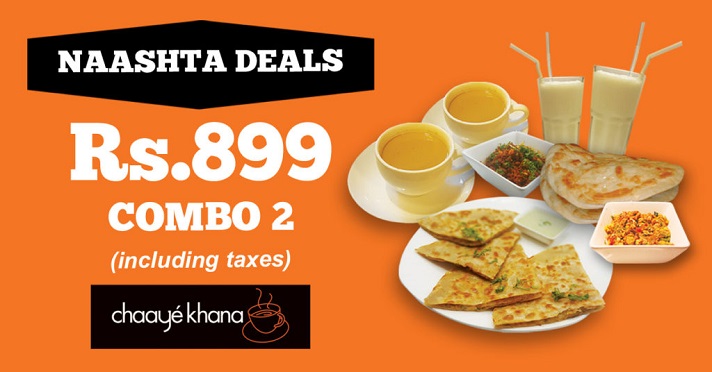 NAASHTA DEALS
Rs.899
COMBO 2
(including taxes)
chaayé khana